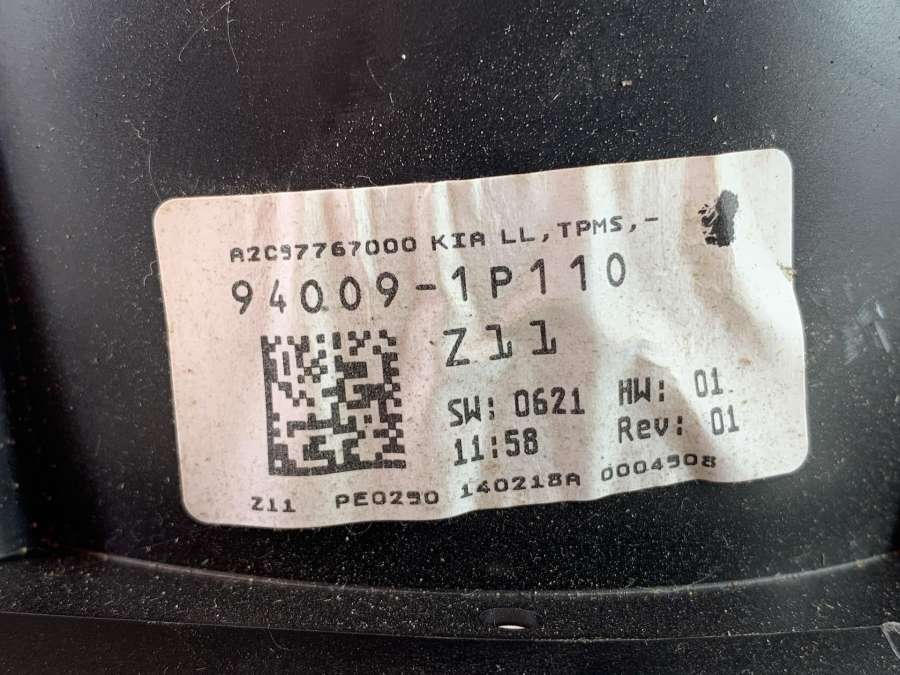 A2C97767000 KIA LL,TPMS,-
94009-1P110
Z11
SW: 0621 HW: 01
11:58 Rev: 01
Z11 PE0290 140218A 0004908